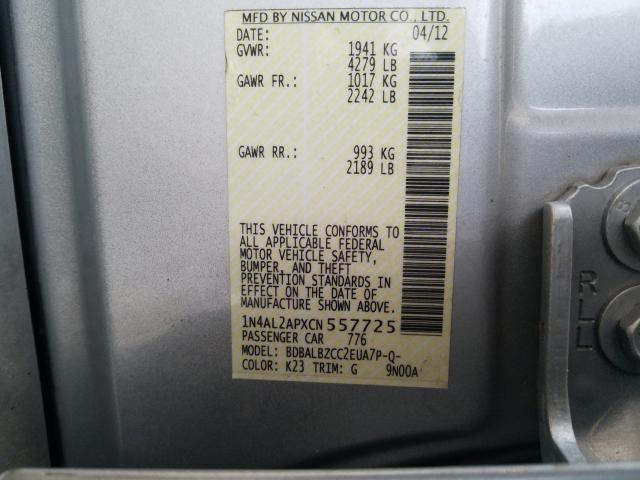 MFD BY NISSAN MOTOR CO., LTD.
DATE: 04/12
GVWR: 1941 KG
4279 LB
GAWR FR.: 1017 KG
2242 LB
GAWR RR.: 993 KG
2189 LB
THIS VEHICLE CONFORMS TO
ALL APPLICABLE FEDERAL
MOTOR VEHICLE SAFETY,
BUMPER, AND THEFT
PREVENTION STANDARDS IN
EFFECT ON THE DATE OF
MANUFACTURE SHOWN ABOVE.
1N4AL2APXCN 557725
PASSENGER CAR 776
MODEL: BDBALBZCC2EUA7P-Q-
COLOR: K23 TRIM: G 9N00A
RLL